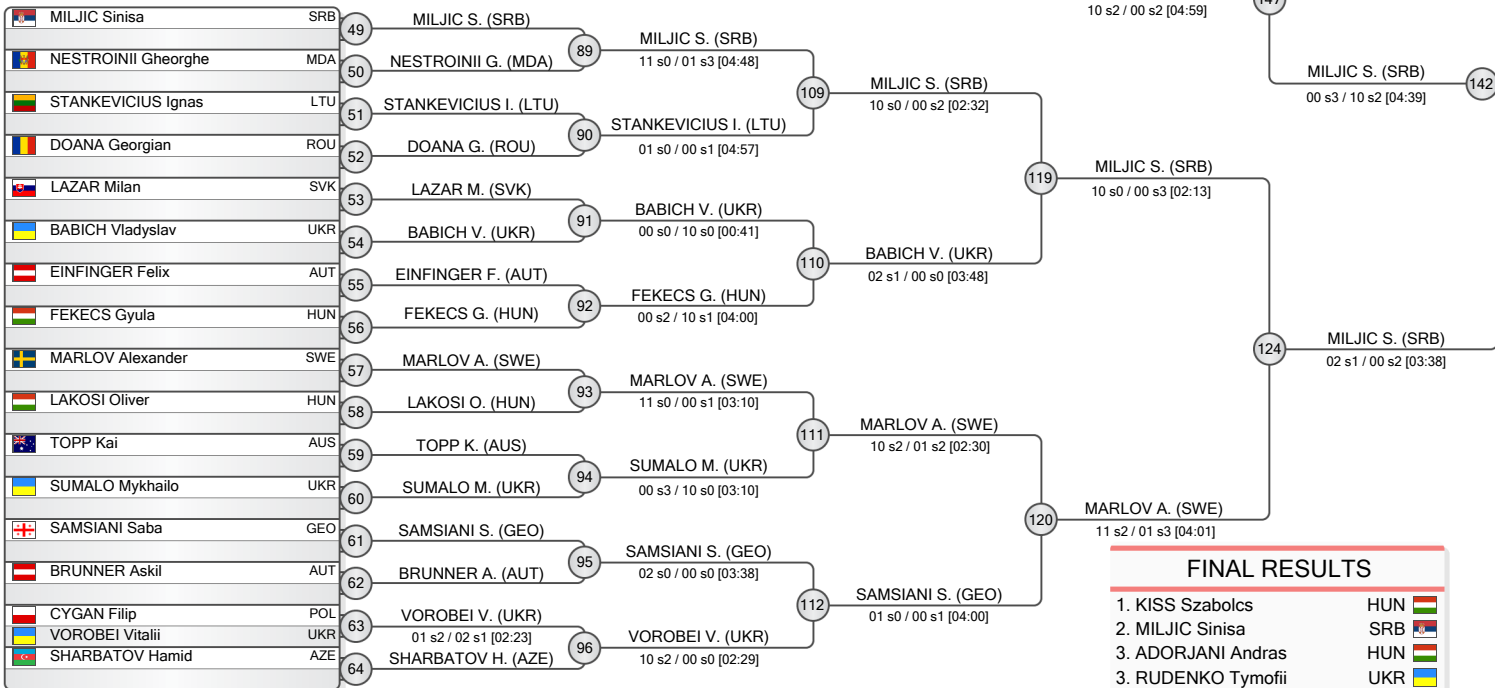 MILJIC Sinisa SRB
NESTROINII Gheorghe MDA
STANKEVICIUS Ignas LTU
DOANA Georgian ROU
LAZAR Milan SVK
BABICH Vladyslav UKR
EINFINGER Felix AUT
FEKECS Gyula HUN
MARLOV Alexander SWE
LAKOSI Oliver HUN
TOPP Kai AUS
SUMALO Mykhailo UKR
SAMSIANI Saba GEO
BRUNNER Askil AUT
CYGAN Filip POL
VOROBEI Vitalii UKR
SHARBATOV Hamid AZE
49
50
51
52
53
54
55
56
57
58
59
60
61
62
63
64
MILJIC S. (SRB)
NESTROINII G. (MDA)
STANKEVICIUS I. (LTU)
DOANA G. (ROU)
LAZAR M. (SVK)
BABICH V. (UKR)
EINFINGER F. (AUT)
FEKECS G. (HUN)
MARLOV A. (SWE)
LAKOSI O. (HUN)
TOPP K. (AUS)
SUMALO M. (UKR)
SAMSIANI S. (GEO)
BRUNNER A. (AUT)
VOROBEI V. (UKR)
01 s2 / 02 s1 [02:23]
SHARBATOV H. (AZE)
89
90
91
92
93
94
95
96
MILJIC S. (SRB)
11 s0 / 01 s3 [04:48]
STANKEVICIUS I. (LTU)
01 s0 / 00 s1 [04:57]
BABICH V. (UKR)
00 s0 / 10 s0 [00:41]
FEKECS G. (HUN)
00 s2 / 10 s1 [04:00]
MARLOV A. (SWE)
11 s0 / 00 s1 [03:10]
SUMALO M. (UKR)
00 s3 / 10 s0 [03:10]
SAMSIANI S. (GEO)
02 s0 / 00 s0 [03:38]
VOROBEI V. (UKR)
10 s2 / 00 s0 [02:29]
109
110
111
112
MILJIC S. (SRB)
10 s0 / 00 s2 [02:32]
BABICH V. (UKR)
02 s1 / 00 s0 [03:48]
MARLOV A. (SWE)
10 s2 / 01 s2 [02:30]
SAMSIANI S. (GEO)
01 s0 / 00 s1 [04:00]
119
120
MILJIC S. (SRB)
10 s0 / 00 s3 [02:13]
MARLOV A. (SWE)
11 s2 / 01 s3 [04:01]
124
MILJIC S. (SRB)
02 s1 / 00 s2 [03:38]
10 s2 / 00 s2 [04:59]
MILJIC S. (SRB)
00 s3 / 10 s2 [04:39]
142
FINAL RESULTS
1. KISS Szabolcs HUN
2. MILJIC Sinisa SRB
3. ADORJANI Andras HUN
3. RUDENKO Tymofii UKR